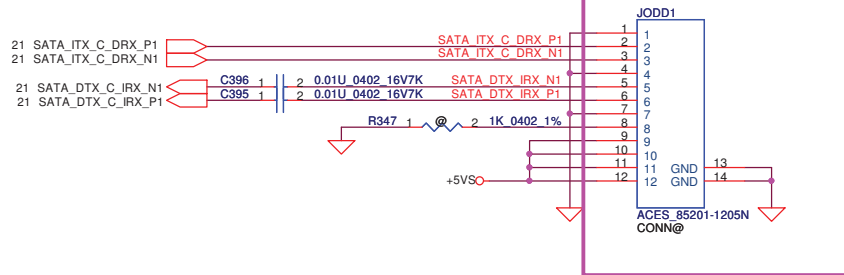 JODD1
21 SATA_ITX_C_DRX_P1 SATA_ITX_C_DRX_P1 1 1
21 SATA_ITX_C_DRX_N1 SATA_ITX_C_DRX_N1 2 2
3 3
4 4
21 SATA_DTX_C_IRX_N1 C396 1 2 0.01U_0402_16V7K SATA_DTX_IRX_N1 5 5
21 SATA_DTX_C_IRX_P1 C395 1 2 0.01U_0402_16V7K SATA_DTX_IRX_P1 6 6
7 7
R347 1 @ 2 1K_0402_1% 8 8
9 9
10 10
11 11 GND 13
+5VS 12 12 GND 14
ACES_85201-1205N
CONN@